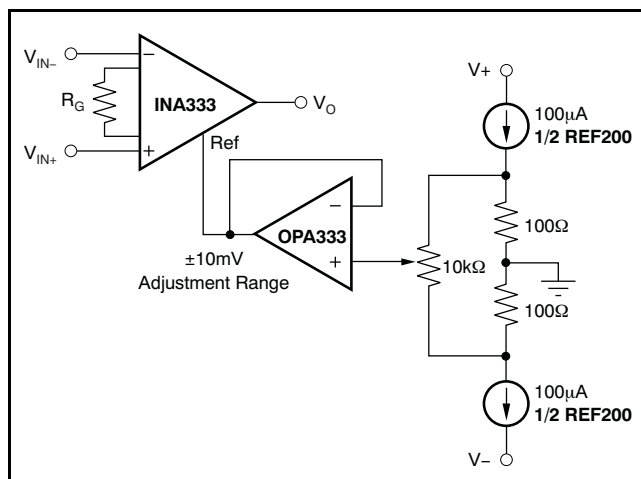 V+
V_IN−
−
100μA
1/2 REF200
R_G
INA333
V_O
V_IN+
+
Ref
−
100Ω
OPA333
±10mV
Adjustment Range
+
10kΩ
100Ω
100μA
1/2 REF200
V−